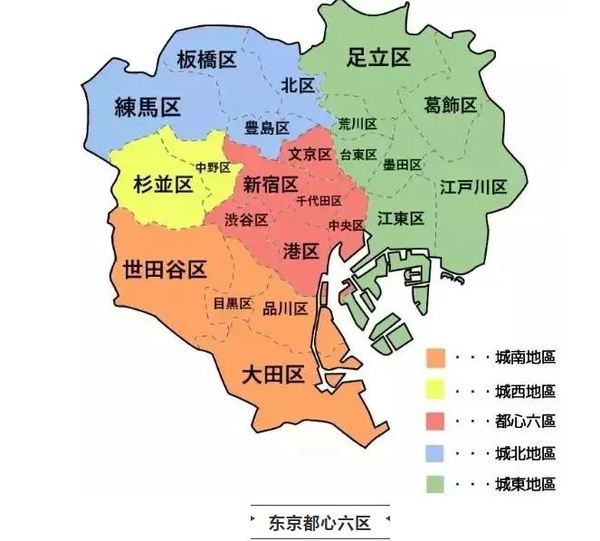 板橋区
足立区
北区
練馬区
葛飾区
豊島区
荒川区
文京区
台東区
中野区
墨田区
杉並区
新宿区
江戸川区
千代田区
渋谷区
中央区
江東区
港区
世田谷区
目黒区
品川区
大田区
・・・城南地區
・・・城西地區
・・・都心六區
・・・城北地區
・・・城東地區
东京都心六区